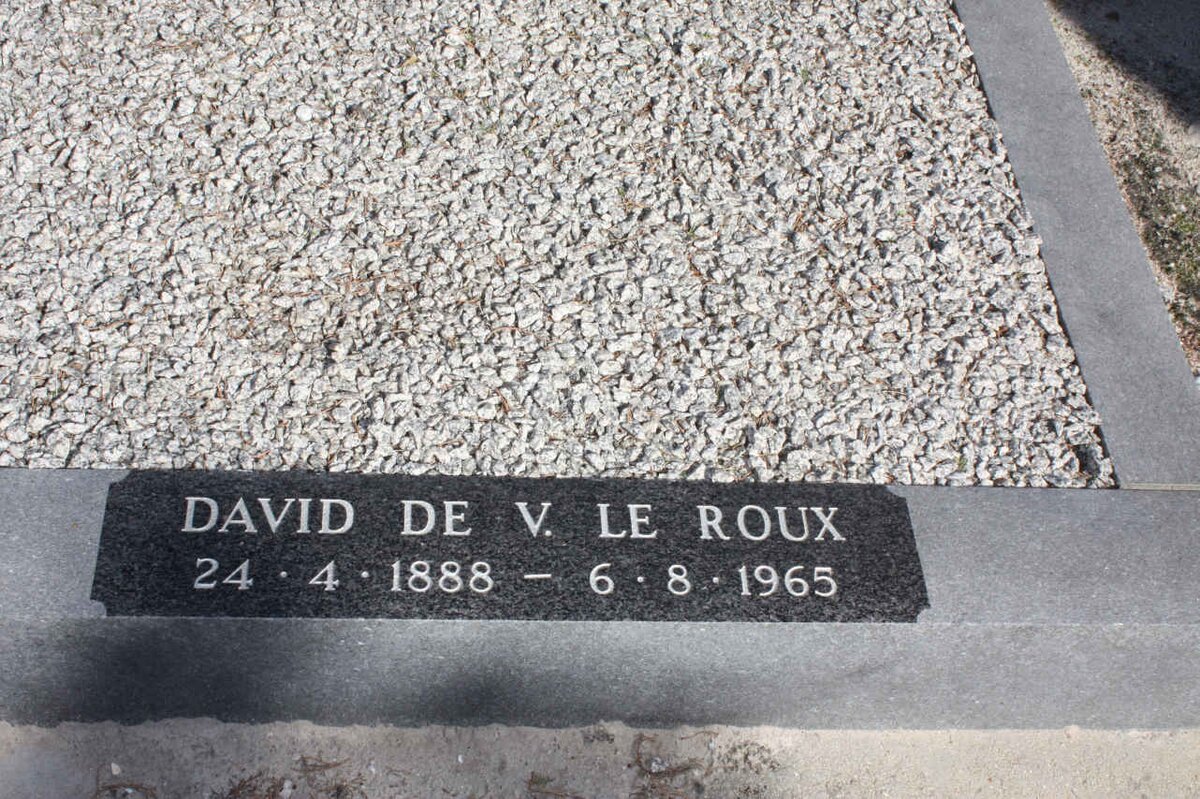 DAVID DE V. LE ROUX
24 · 4 · 1888 – 6 · 8 · 1965